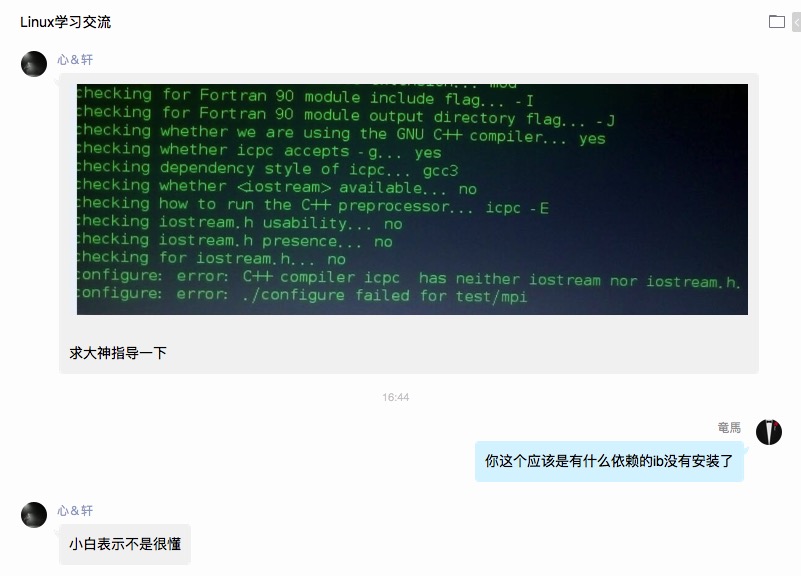 Linux学习交流
心&轩
checking for Fortran 90 module include flag... -I
checking for Fortran 90 module output directory flag... -J
checking whether we are using the GNU C++ compiler... yes
checking whether icpc accepts -g... yes
checking dependency style of icpc... gcc3
checking whether <iostream> available... no
checking how to run the C++ preprocessor... icpc -E
checking iostream.h usability... no
checking iostream.h presence... no
checking for iostream.h... no
configure: error: C++ compiler icpc has neither iostream nor iostream.h.
configure: error: ./configure failed for test/mpi
求大神指导一下
16:44
竜馬
你这个应该是有什么依赖的ib没有安装了
心&轩
小白表示不是很懂